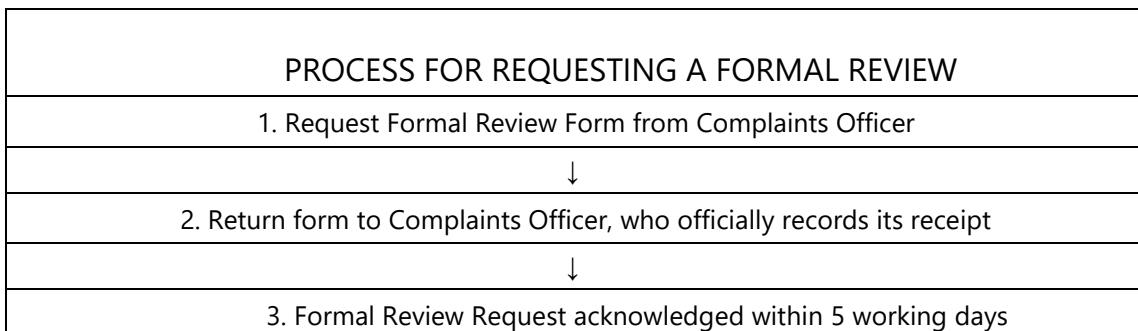 PROCESS FOR REQUESTING A FORMAL REVIEW
1. Request Formal Review Form from Complaints Officer
↓
2. Return form to Complaints Officer, who officially records its receipt
↓
3. Formal Review Request acknowledged within 5 working days